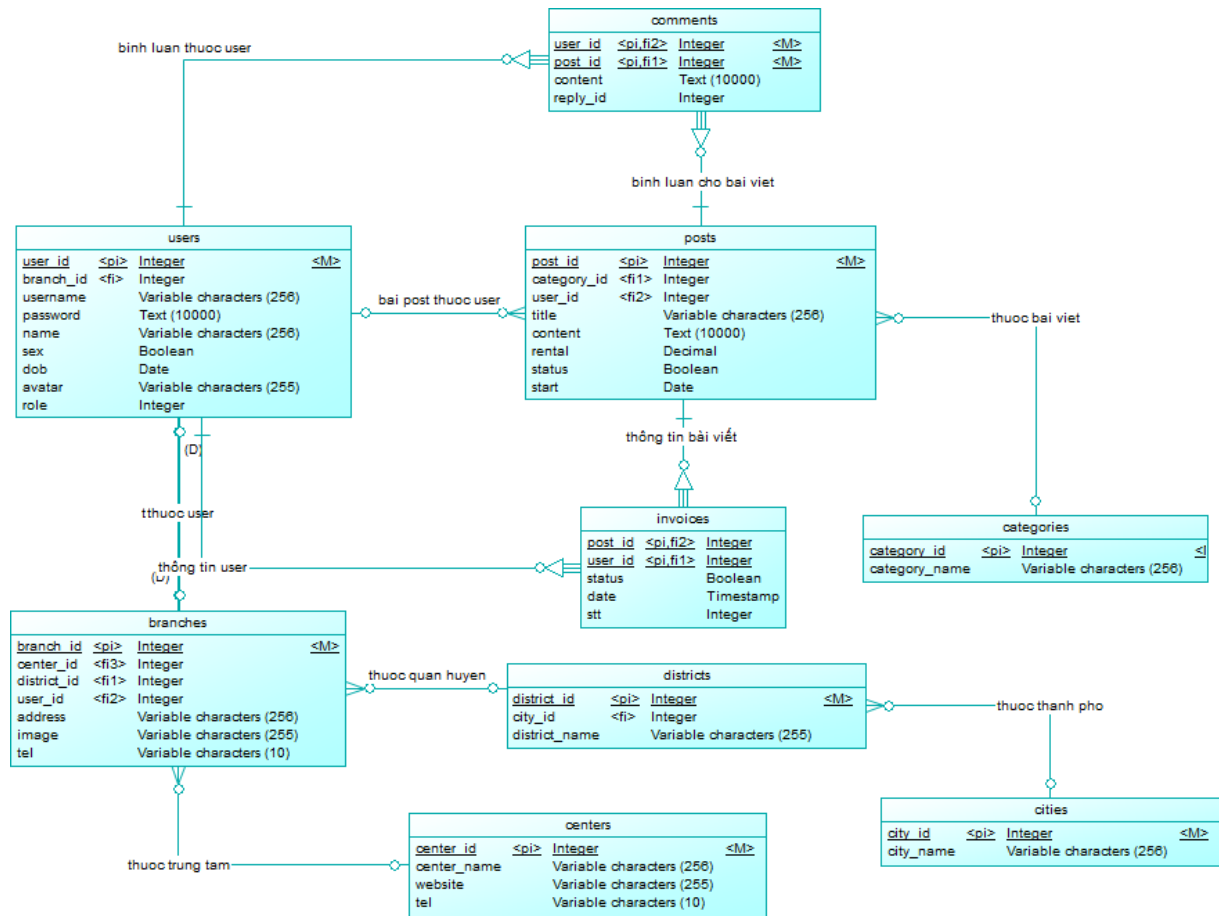 comments
user_id <pi,fi2> Integer <M>
post_id <pi,fi1> Integer <M>
content Text (10000)
reply_id Integer
binh luan thuoc user
binh luan cho bai viet
users
user_id <pi> Integer <M>
branch_id <fi> Integer
username Variable characters (256)
password Text (10000)
name Variable characters (256)
sex Boolean
dob Date
avatar Variable characters (255)
role Integer
bai post thuoc user
posts
post_id <pi> Integer <M>
category_id <fi1> Integer
user_id <fi2> Integer
title Variable characters (256)
content Text (10000)
rental Decimal
status Boolean
start Date
thuoc bai viet
thông tin bài viết
(D)
tthuoc user
thông tin user
(D)
invoices
post_id <pi,fi2> Integer
user_id <pi,fi1> Integer
status Boolean
date Timestamp
stt Integer
categories
category_id <pi> Integer
category_name Variable characters (256)
branches
branch_id <pi> Integer <M>
center_id <fi3> Integer
district_id <fi1> Integer
user_id <fi2> Integer
address Variable characters (256)
image Variable characters (255)
tel Variable characters (10)
thuoc quan huyen
districts
district_id <pi> Integer <M>
city_id <fi> Integer
district_name Variable characters (255)
thuoc thanh pho
cities
city_id <pi> Integer <M>
city_name Variable characters (256)
thuoc trung tam
centers
center_id <pi> Integer <M>
center_name Variable characters (256)
website Variable characters (255)
tel Variable characters (10)